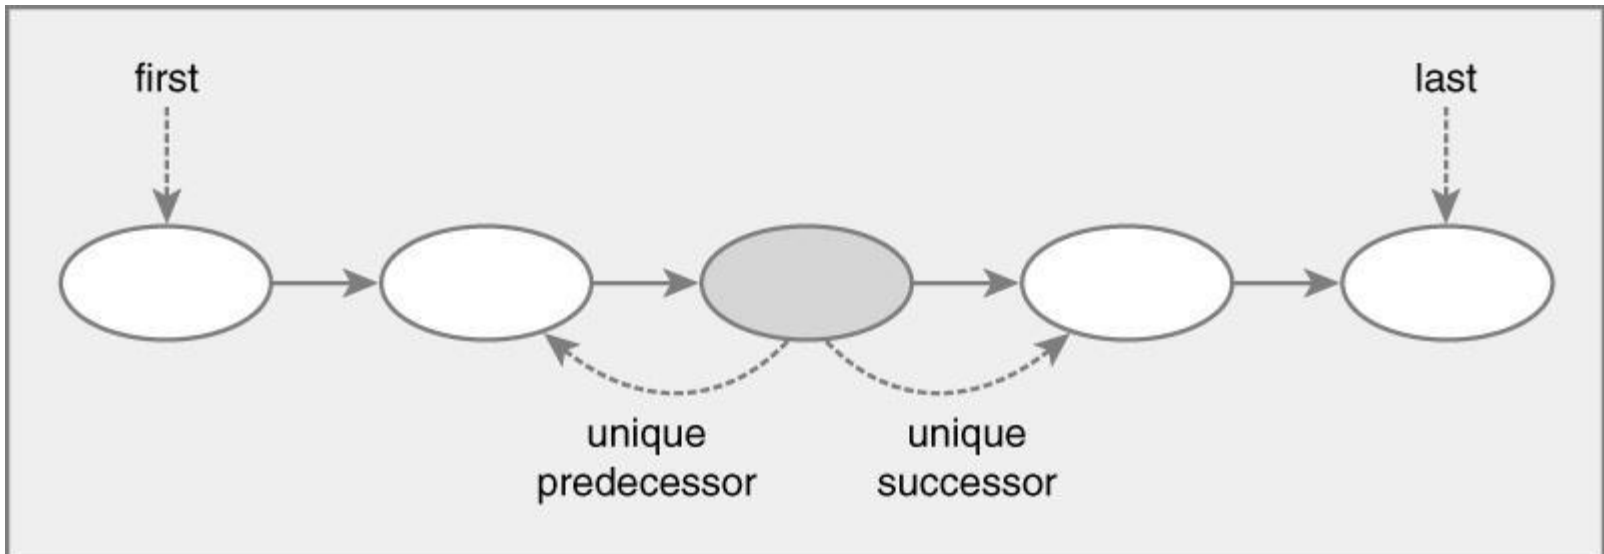 first
last
unique
predecessor
unique
successor